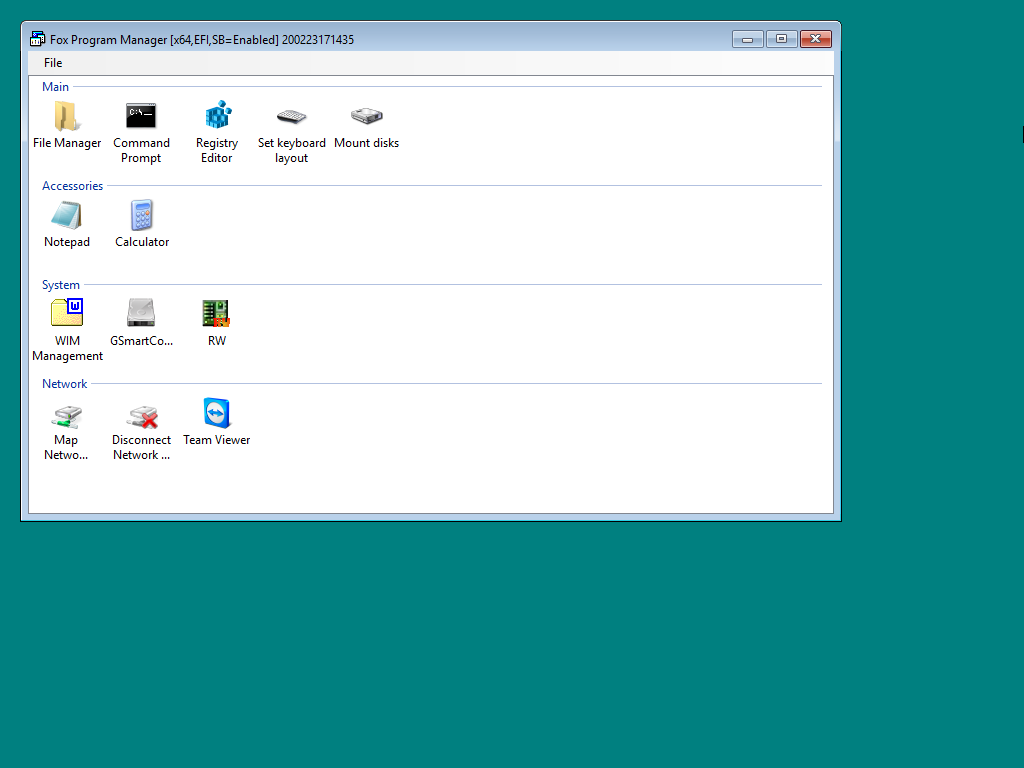 Fox Program Manager [x64,EFI,SB=Enabled] 200223171435
File
Main
File Manager
Command
Prompt
Registry
Editor
Set keyboard
layout
Mount disks
C:\_
Accessories
Notepad
Calculator
System
W
WIM
Management
GSmartCo...
RW
Network
Map
Netwo...
Disconnect
Network ...
Team Viewer